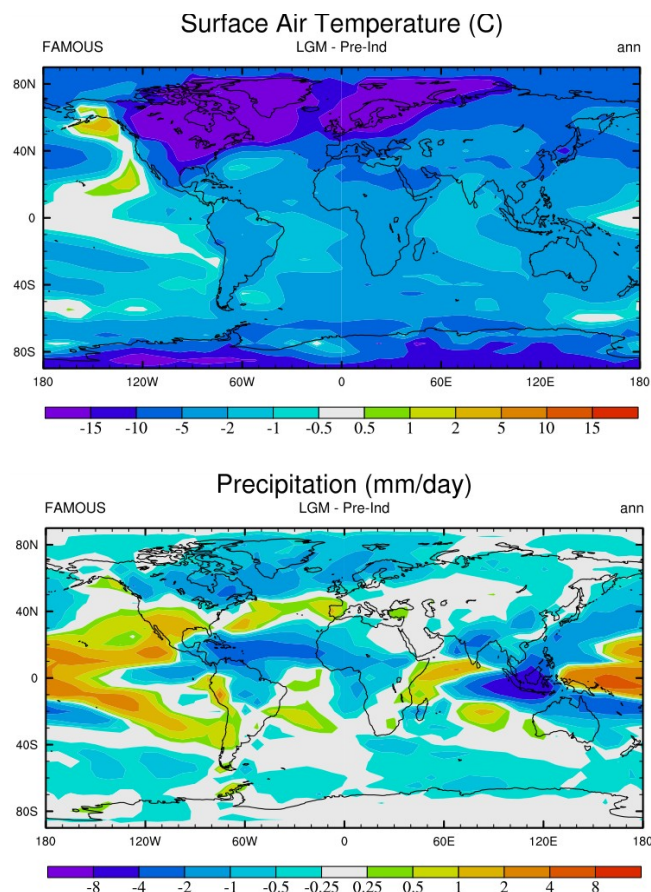 Surface Air Temperature (C)
FAMOUS LGM - Pre-Ind ann
80N
40N
0
40S
80S
180 120W 60W 0 60E 120E 180
-15 -10 -5 -2 -1 -0.5 0.5 1 2 5 10 15
Precipitation (mm/day)
FAMOUS LGM - Pre-Ind ann
80N
40N
0
40S
80S
180 120W 60W 0 60E 120E 180
-8 -4 -2 -1 -0.5 -0.25 0.25 0.5 1 2 4 8